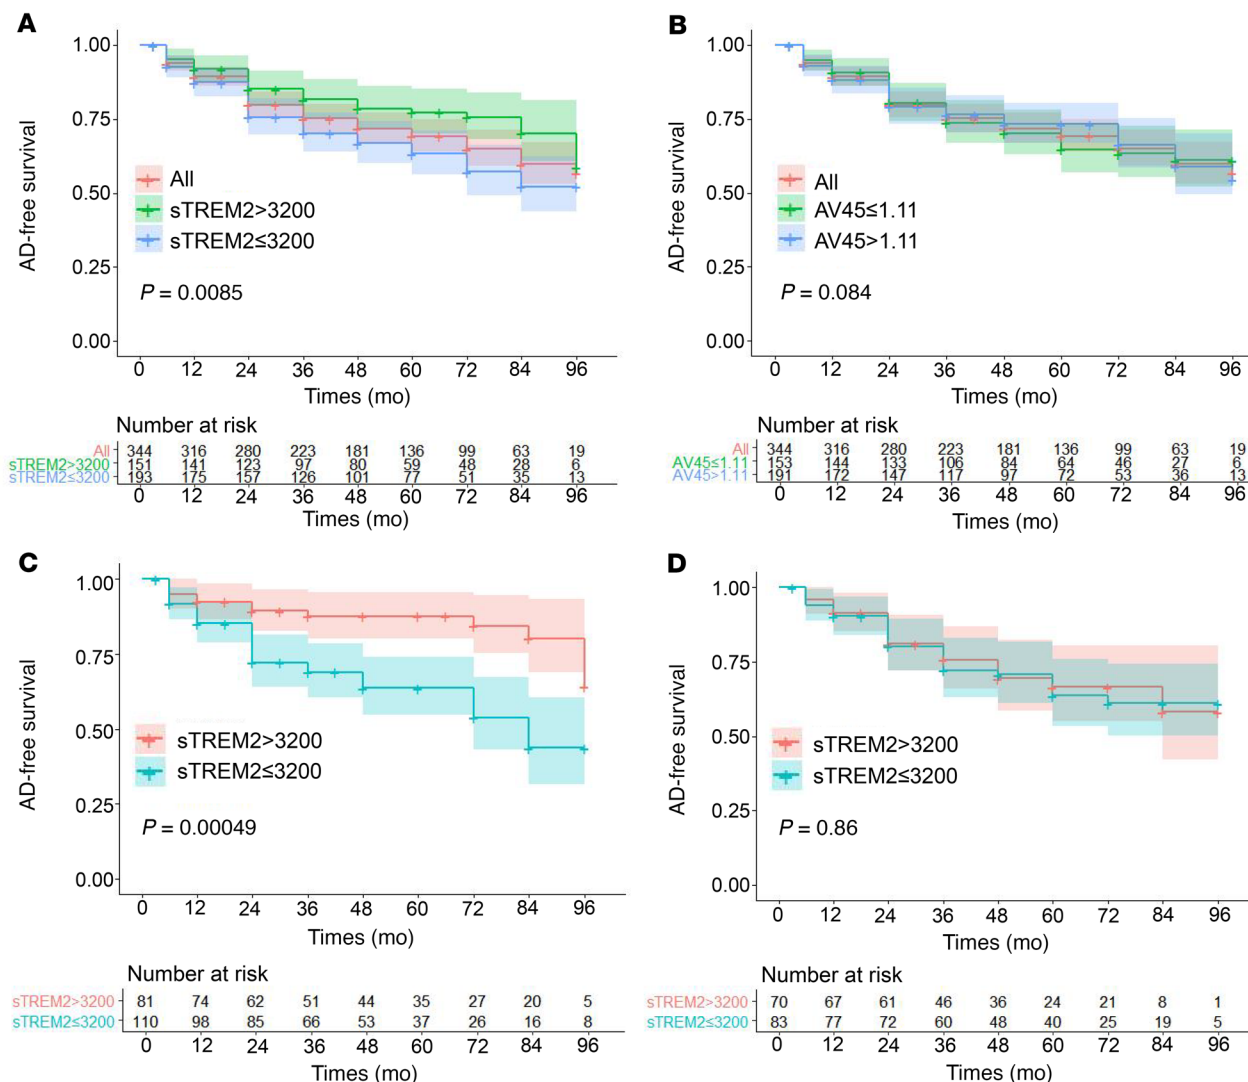 A
1.00
0.75
0.50
0.25
0.00
AD-free survival
All
sTREM2>3200
sTREM2≤3200
P = 0.0085
0 12 24 36 48 60 72 84 96
Times (mo)
Number at risk
All 344 316 280 223 181 136 99 63 19
sTREM2>3200 151 141 123 97 80 59 48 28 6
sTREM2≤3200 193 175 157 126 101 77 51 35 13
0 12 24 36 48 60 72 84 96
Times (mo)
B
1.00
0.75
0.50
0.25
0.00
AD-free survival
All
AV45≤1.11
AV45>1.11
P = 0.084
0 12 24 36 48 60 72 84 96
Times (mo)
Number at risk
All 344 316 280 223 181 136 99 63 19
AV45≤1.11 153 144 133 106 84 64 46 27 6
AV45>1.11 191 172 147 117 97 72 53 36 13
0 12 24 36 48 60 72 84 96
Times (mo)
C
1.00
0.75
0.50
0.25
0.00
AD-free survival
sTREM2>3200
sTREM2≤3200
P = 0.00049
0 12 24 36 48 60 72 84 96
Times (mo)
Number at risk
sTREM2>3200 81 74 62 51 44 35 27 20 5
sTREM2≤3200 110 98 85 66 53 37 26 16 8
0 12 24 36 48 60 72 84 96
Times (mo)
D
1.00
0.75
0.50
0.25
0.00
AD-free survival
sTREM2>3200
sTREM2≤3200
P = 0.86
0 12 24 36 48 60 72 84 96
Times (mo)
Number at risk
sTREM2>3200 70 67 61 46 36 24 21 8 1
sTREM2≤3200 83 77 72 60 48 40 25 19 5
0 12 24 36 48 60 72 84 96
Times (mo)